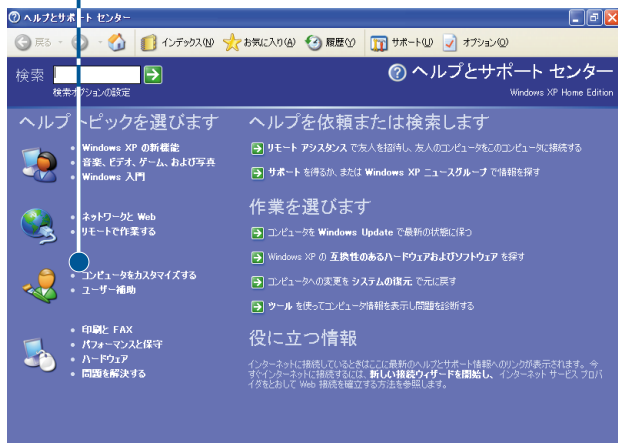 ヘルプとサポート センター
戻る
インデックス(N)
お気に入り(A)
履歴(Y)
サポート(U)
オプション(O)
検索
検索オプションの設定
ヘルプとサポート センター
Windows XP Home Edition
ヘルプ トピックを選びます
Windows XP の新機能
音楽、ビデオ、ゲーム、および写真
Windows 入門
ネットワークと Web
リモートで作業する
コンピュータをカスタマイズする
ユーザー補助
印刷と FAX
パフォーマンスと保守
ハードウェア
問題を解決する
ヘルプを依頼または検索します
リモート アシスタンス で友人を招待し、友人のコンピュータをこのコンピュータに接続する
サポート を得るか、または Windows XP ニュースグループ で情報を探す
作業を選びます
コンピュータを Windows Update で最新の状態に保つ
Windows XP の 互換性のあるハードウェアおよびソフトウェア を探す
コンピュータへの変更を システムの復元 で元に戻す
ツール を使ってコンピュータ情報を表示し問題を診断する
役に立つ情報
インターネットに接続しているときはここに最新のヘルプとサポート情報へのリンクが表示されます。今
すぐインターネットに接続するには、新しい接続ウィザードを開始し、インターネット サービス プロバ
イダをとおして Web 接続を確立する方法を参照します。